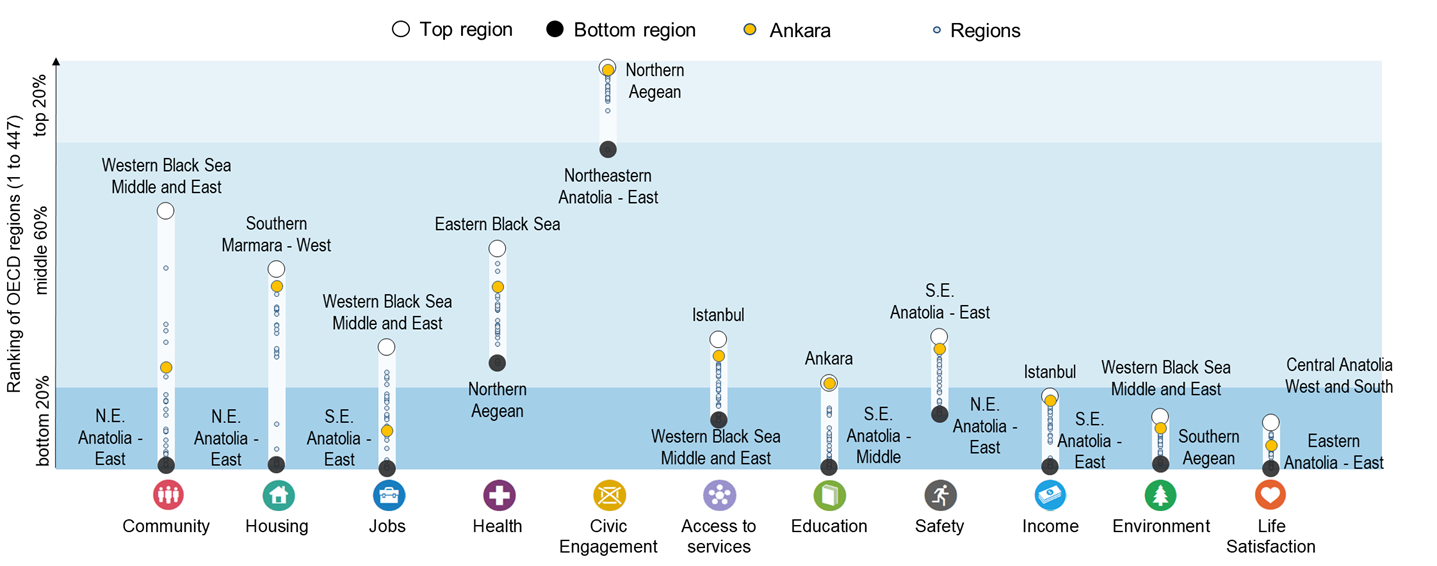 Top region
Bottom region
Ankara
Regions
Ranking of OECD regions (1 to 447)
top 20%
middle 60%
bottom 20%
Western Black Sea
Middle and East
N.E.
Anatolia -
East
Southern
Marmara - West
N.E.
Anatolia -
East
Western Black Sea
Middle and East
S.E.
Anatolia -
East
Eastern Black Sea
Northern
Aegean
Northern
Aegean
Northeastern
Anatolia - East
Istanbul
Western Black Sea
Middle and East
Ankara
S.E.
Anatolia -
Middle
S.E.
Anatolia - East
N.E.
Anatolia -
East
Istanbul
S.E.
Anatolia -
East
Western Black Sea
Middle and East
Southern
Aegean
Central Anatolia
West and South
Eastern
Anatolia - East
Community
Housing
Jobs
Health
Civic
Engagement
Access to
services
Education
Safety
Income
Environment
Life
Satisfaction